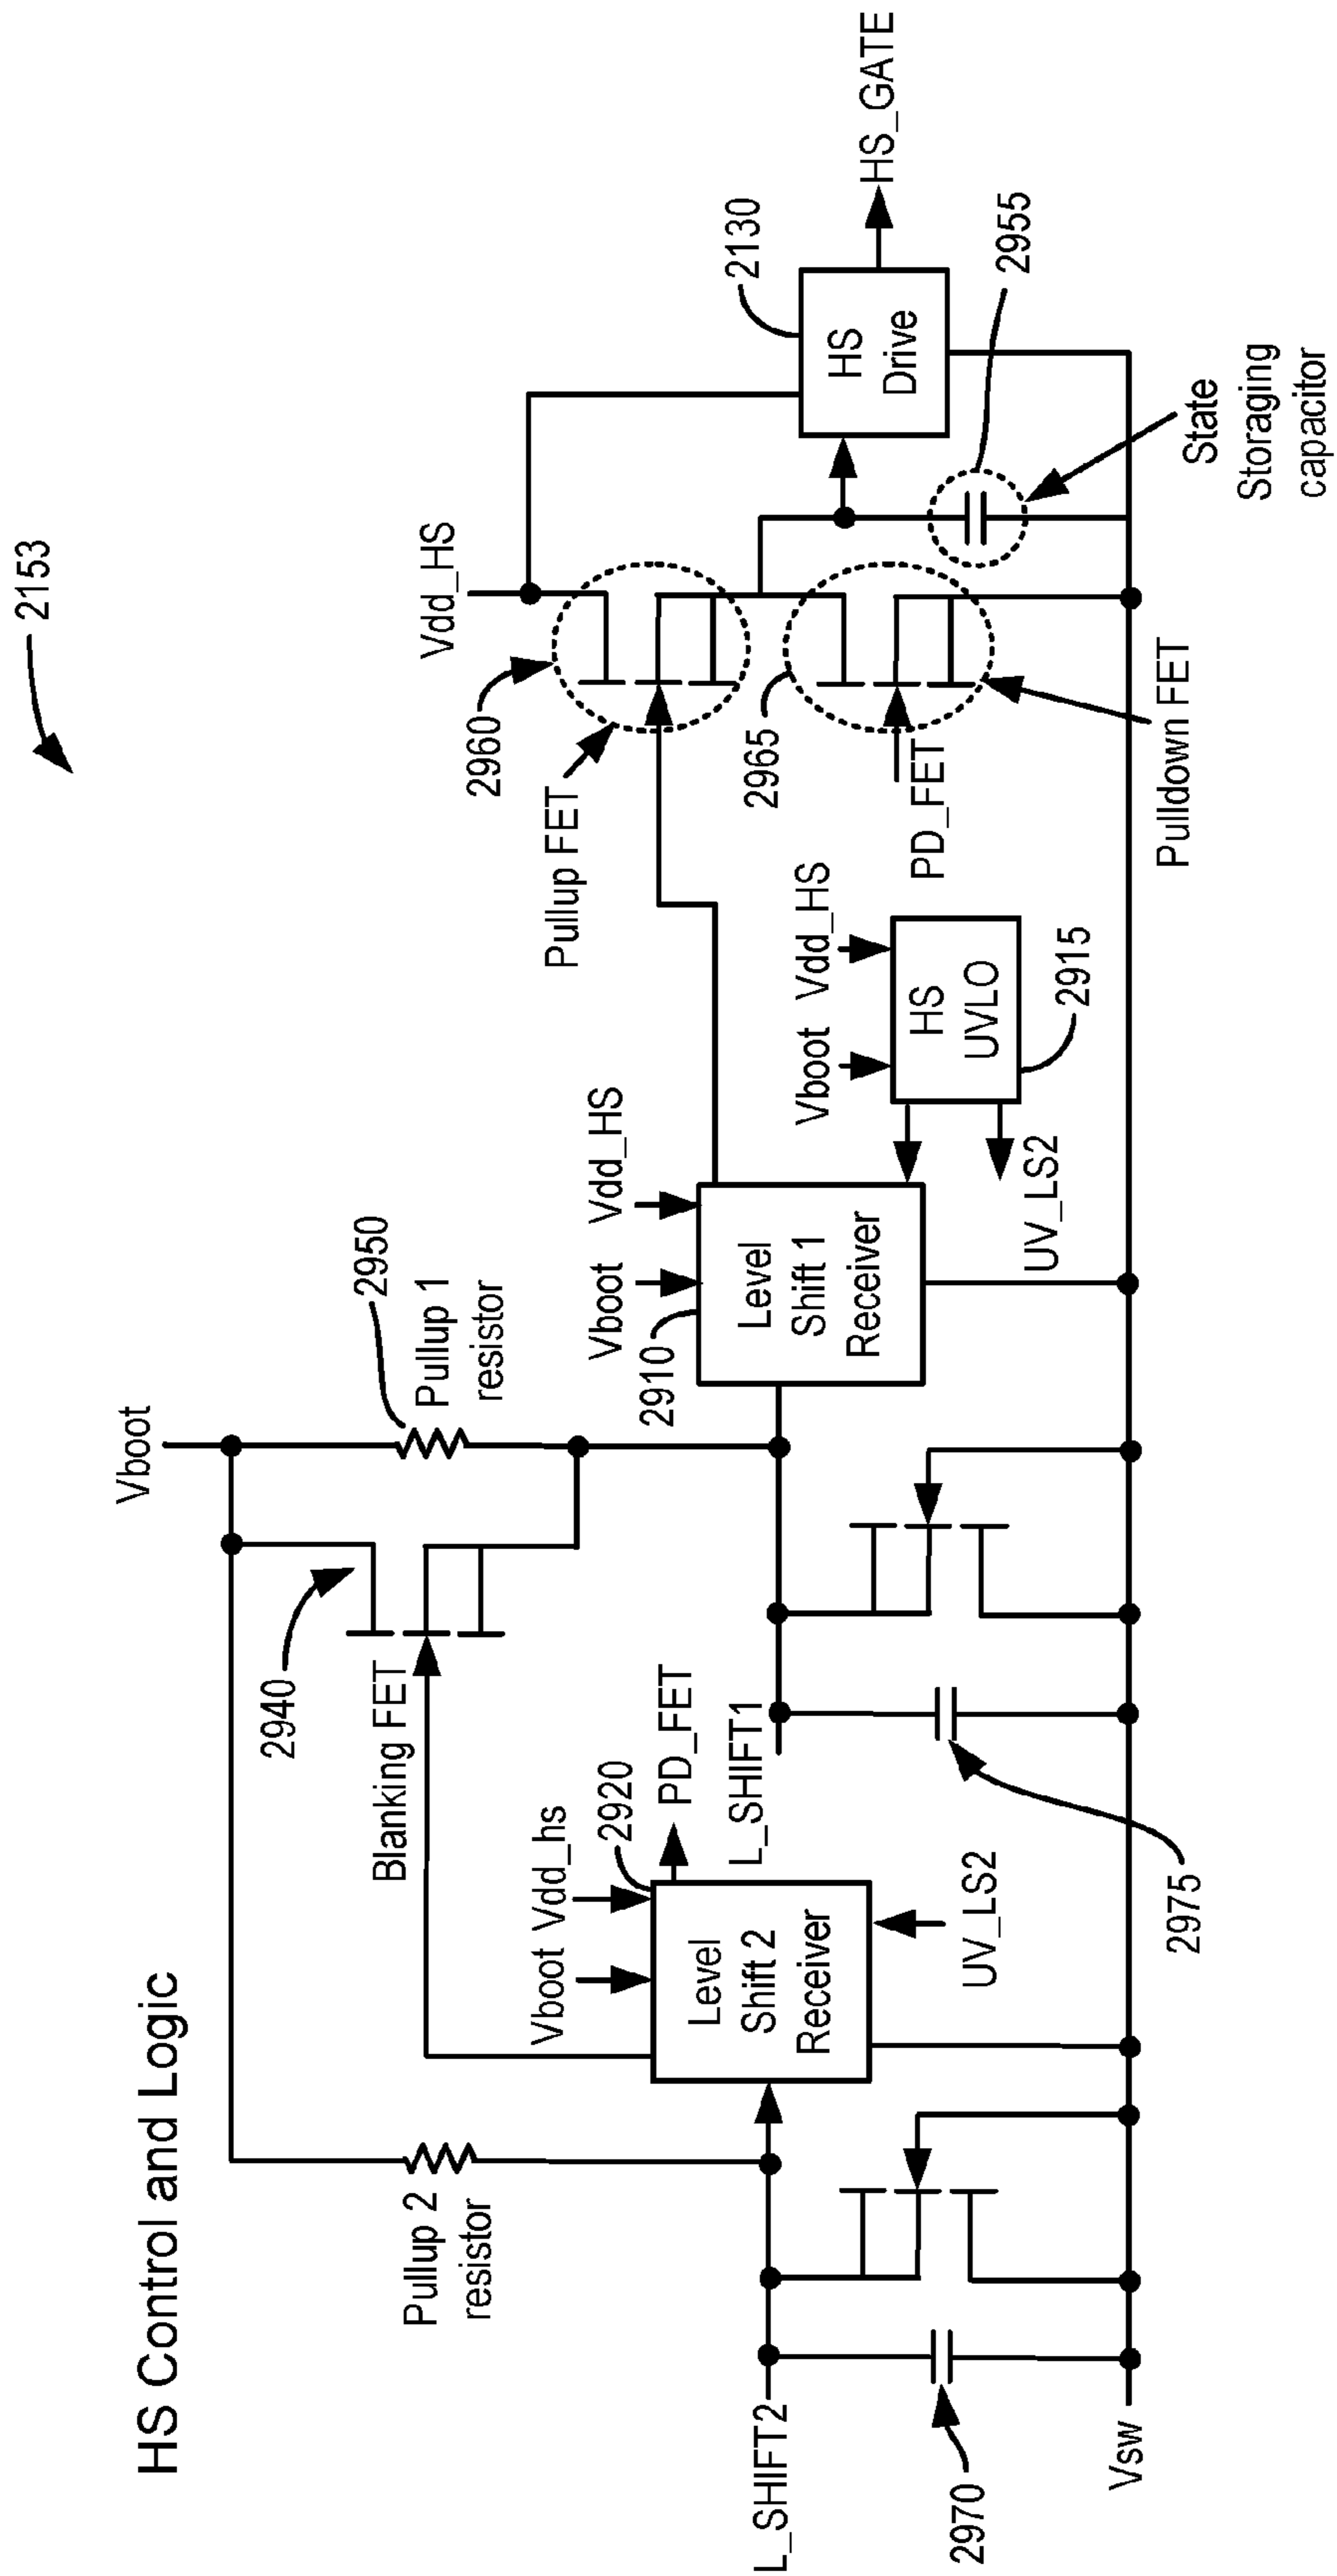 2153
HS Control and Logic
Vboot
2950
Pullup 1
resistor
2940
Blanking FET
Pullup 2
resistor
Vboot
Vdd_hs
2920
PD_FET
Level
Shift 2
Receiver
UV_LS2
L_SHIFT2
2970
Vsw
L_SHIFT1
2975
Vboot
Vdd_HS
2910
Level
Shift 1
Receiver
Vboot
Vdd_HS
HS
UVLO
2915
UV_LS2
Vdd_HS
2960
Pullup FET
2965
PD_FET
Pulldown FET
2130
HS
Drive
HS_GATE
2955
State
Storaging
capacitor